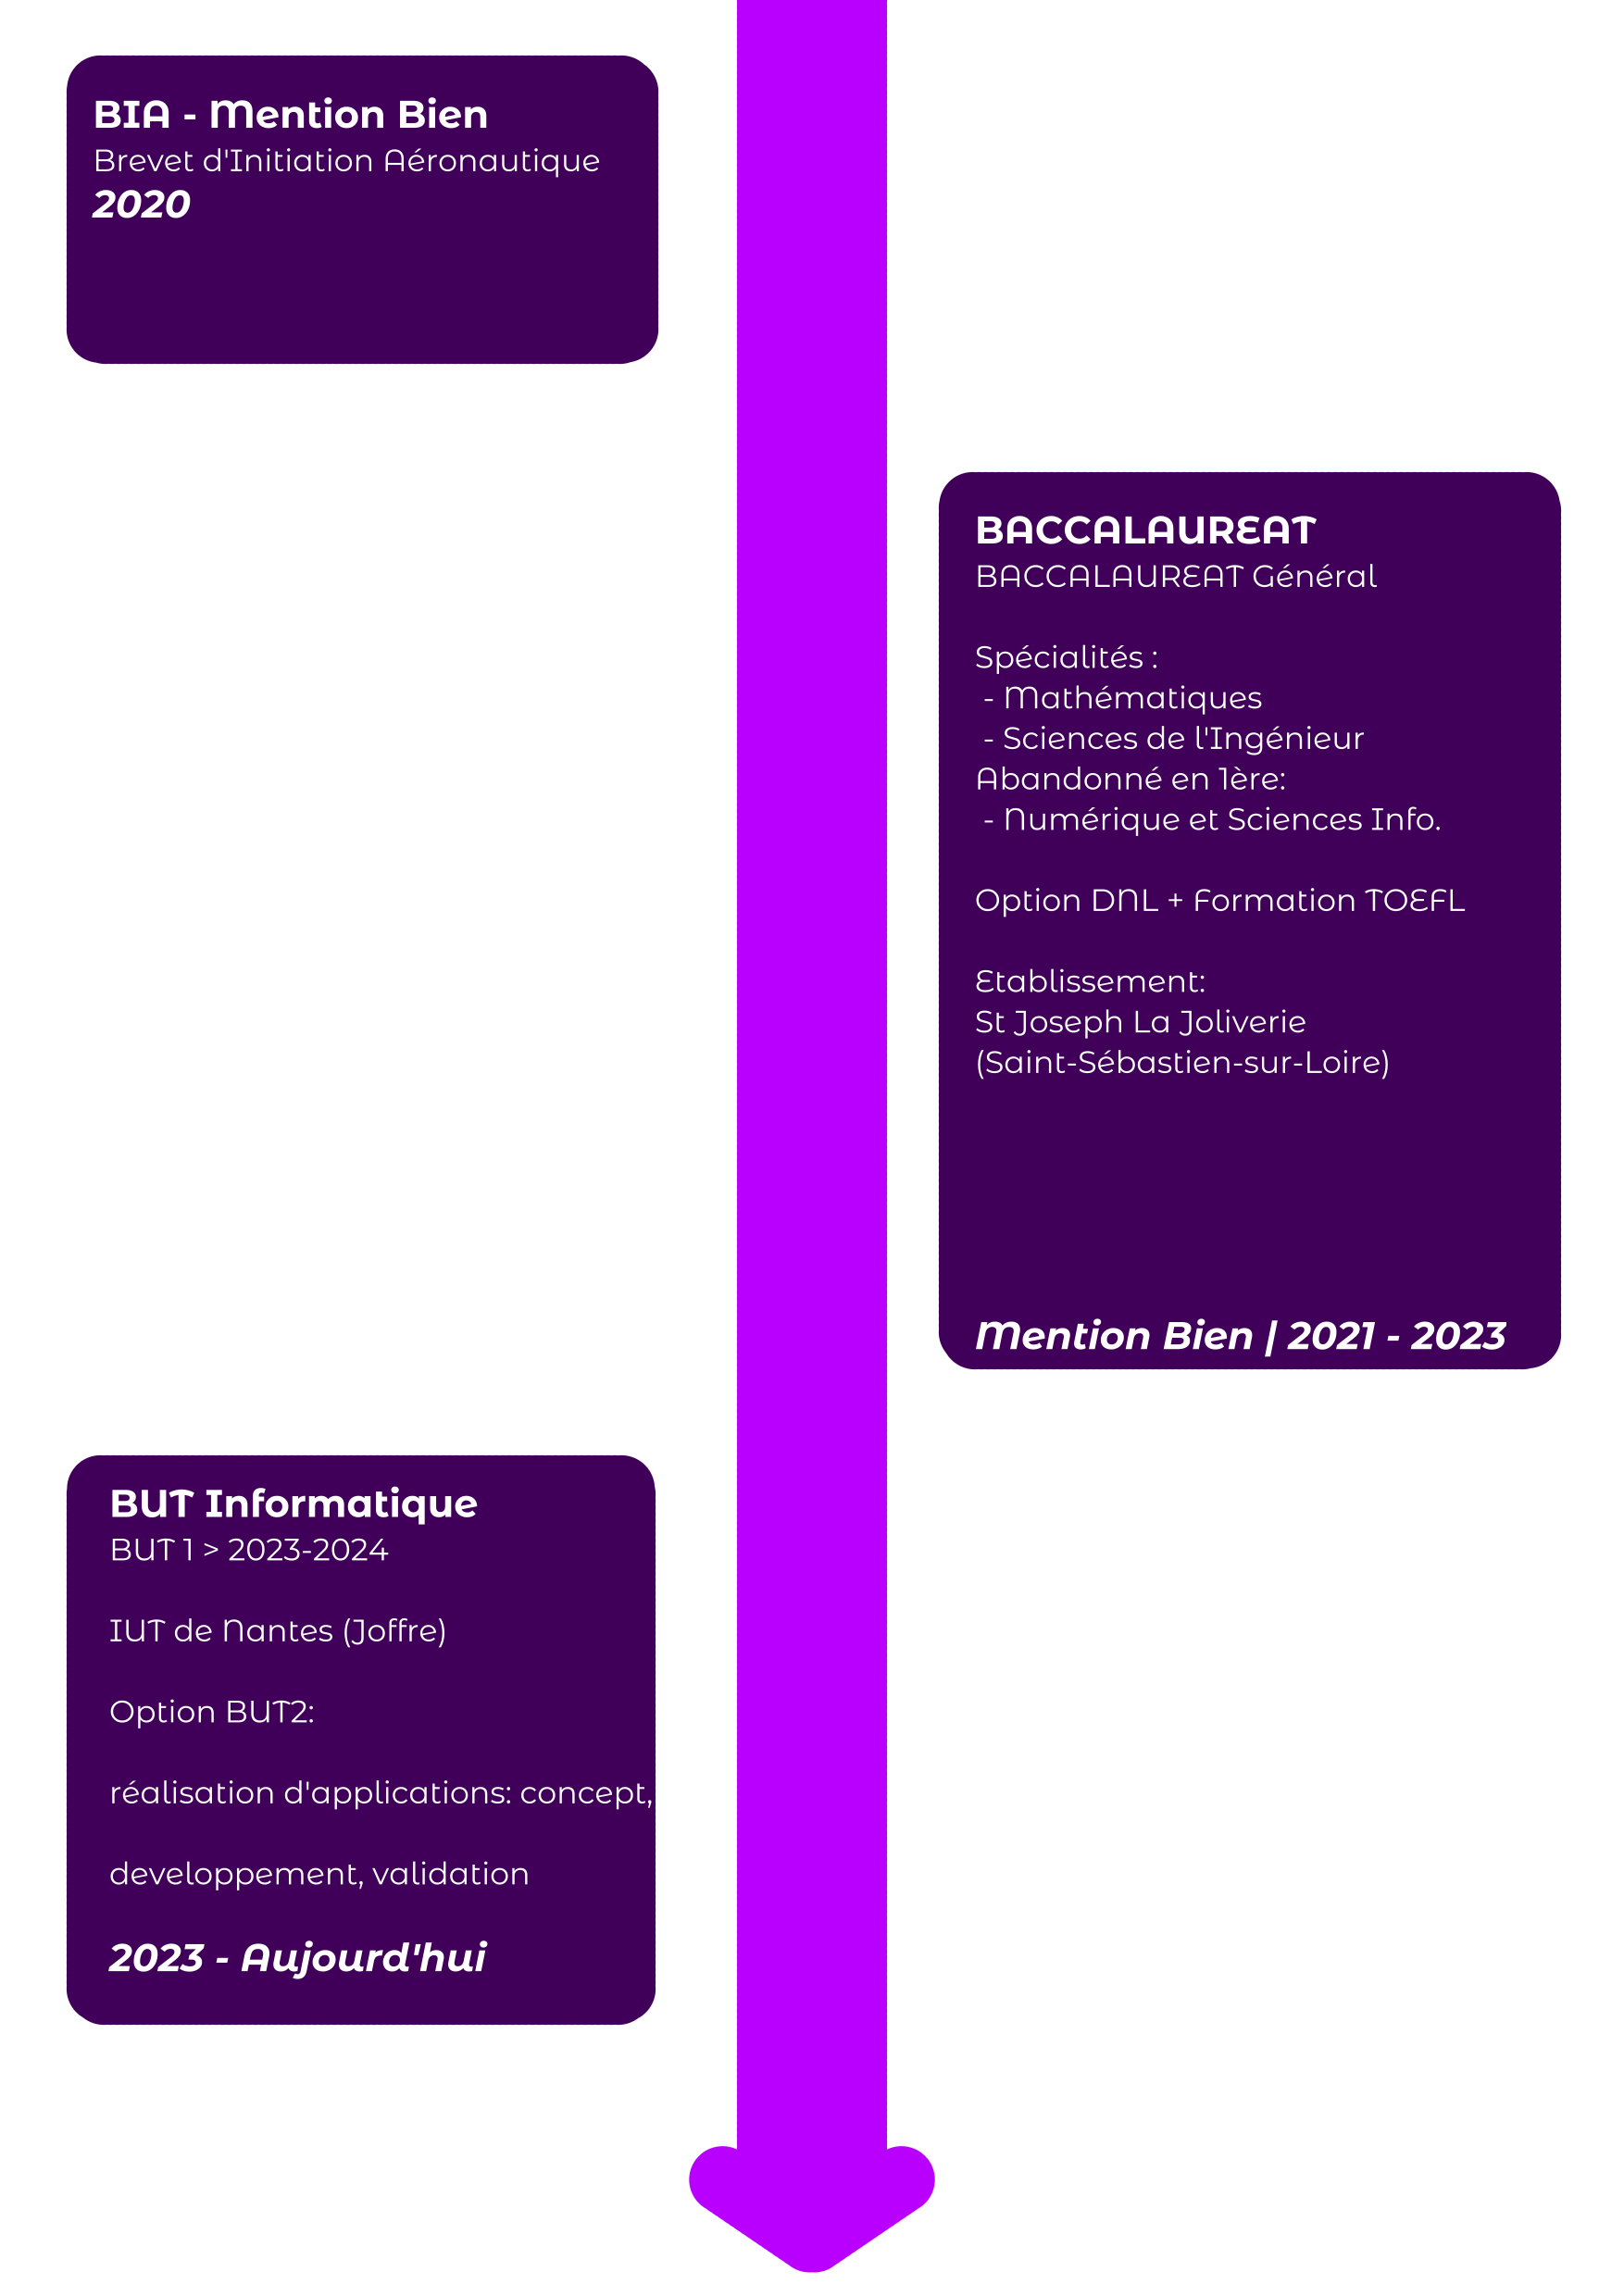 BIA - Mention Bien
Brevet d'Initiation Aéronautique
2020
BACCALAUREAT
BACCALAUREAT Général
Spécialités :
- Mathématiques
- Sciences de l'Ingénieur
Abandonné en 1ère:
- Numérique et Sciences Info.
Option DNL + Formation TOEFL
Etablissement:
St Joseph La Joliverie
(Saint-Sébastien-sur-Loire)
Mention Bien | 2021 - 2023
BUT Informatique
BUT 1 > 2023-2024
IUT de Nantes (Joffre)
Option BUT2:
réalisation d'applications: concept,
developpement, validation
2023 - Aujourd'hui